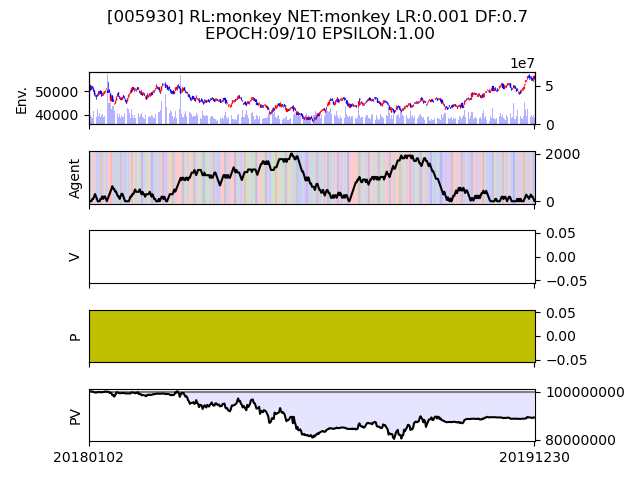 [005930] RL:monkey NET:monkey LR:0.001 DF:0.7
EPOCH:09/10 EPSILON:1.00
1e7
Env.
50000
40000
5
0
Agent
2000
0
V
0.05
0.00
−0.05
P
0.05
0.00
−0.05
PV
100000000
80000000
20180102
20191230